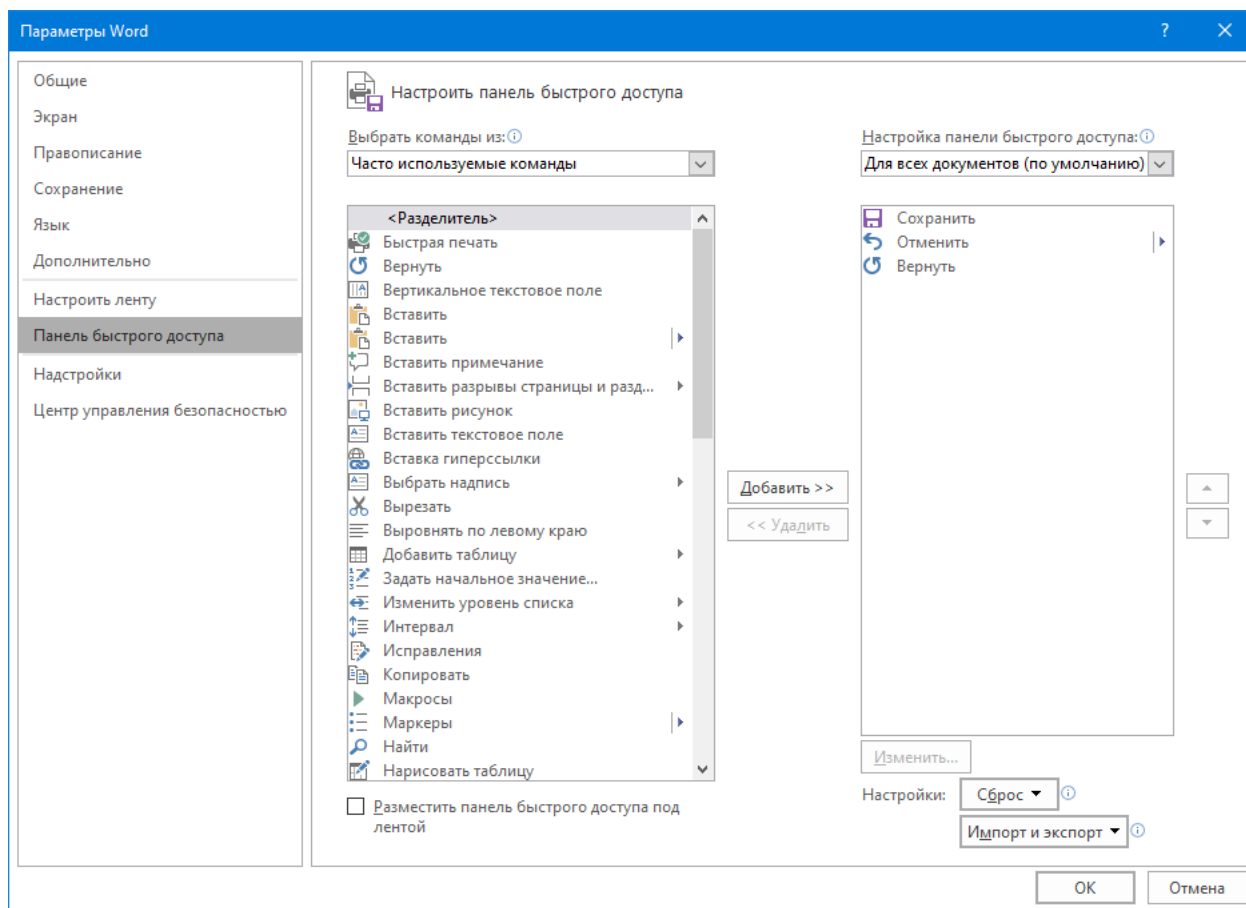 Параметры Word
?
Общие
Экран
Правописание
Сохранение
Язык
Дополнительно
Настроить ленту
Панель быстрого доступа
Надстройки
Центр управления безопасностью
Настроить панель быстрого доступа
Выбрать команды из:
Часто используемые команды
<Разделитель>
Быстрая печать
Вернуть
Вертикальное текстовое поле
Вставить
Вставить
Вставить примечание
Вставить разрывы страницы и разд...
Вставить рисунок
Вставить текстовое поле
Вставка гиперссылки
Выбрать надпись
Вырезать
Выровнять по левому краю
Добавить таблицу
Задать начальное значение...
Изменить уровень списка
Интервал
Исправления
Копировать
Макросы
Маркеры
Найти
Нарисовать таблицу
Разместить панель быстрого доступа под
лентой
Добавить >>
<< Удалить
Настройка панели быстрого доступа:
Для всех документов (по умолчанию)
Сохранить
Отменить
Вернуть
Изменить...
Настройки:
Сброс
Импорт и экспорт
ОК
Отмена